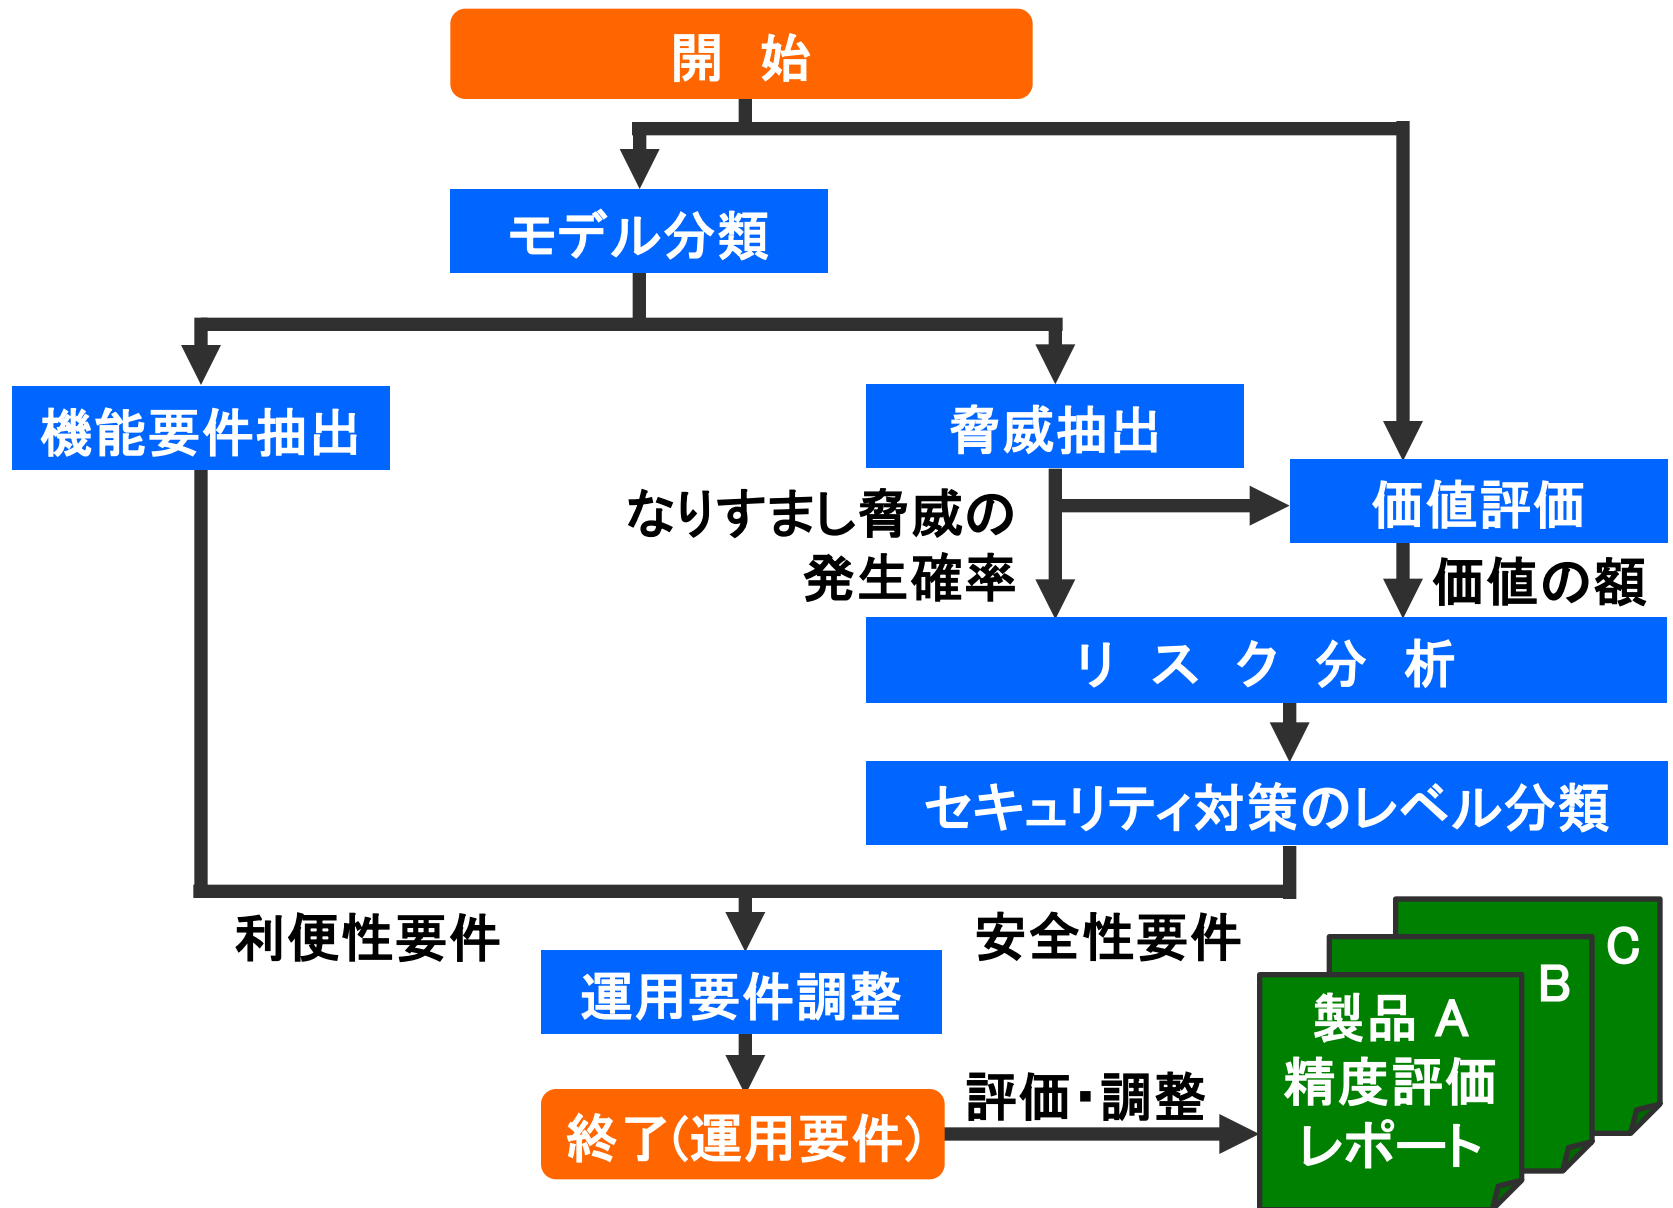 開 始
モデル分類
機能要件抽出
脅威抽出
なりすまし脅威の
発生確率
価値評価
価値の額
リ ス ク 分 析
セキュリティ対策のレベル分類
利便性要件
安全性要件
運用要件調整
終了(運用要件)
評価・調整
製品 A
精度評価
レポート
B
C